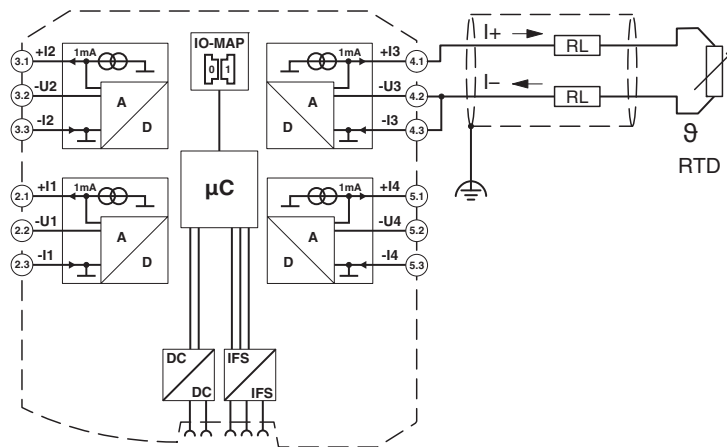 +I2
3.1
1mA
-U2
3.2
A
-I2
3.3
D
IO-MAP
0 1
+I3
4.1
1mA
-U3
4.2
A
-I3
4.3
D
I+
RL
I–
RL
ϑ
RTD
+I1
2.1
1mA
-U1
2.2
A
-I1
2.3
D
µC
+I4
5.1
1mA
-U4
5.2
A
-I4
5.3
D
DC
DC
IFS
IFS